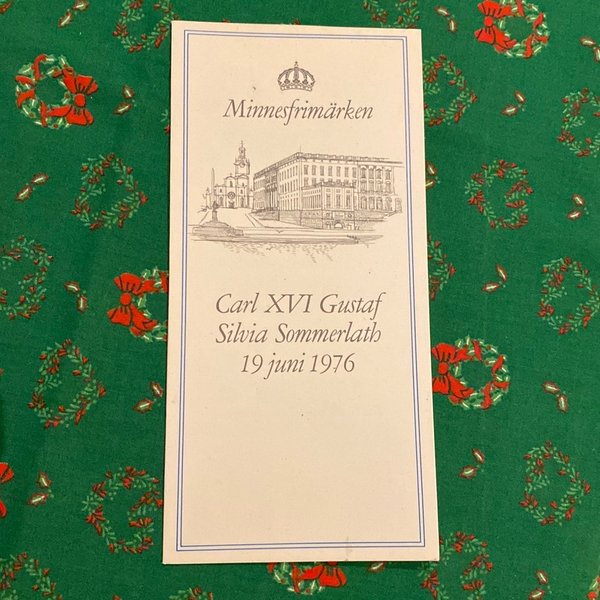 Minnesfrimärken
Carl XVI Gustaf
Silvia Sommerlath
19 juni 1976